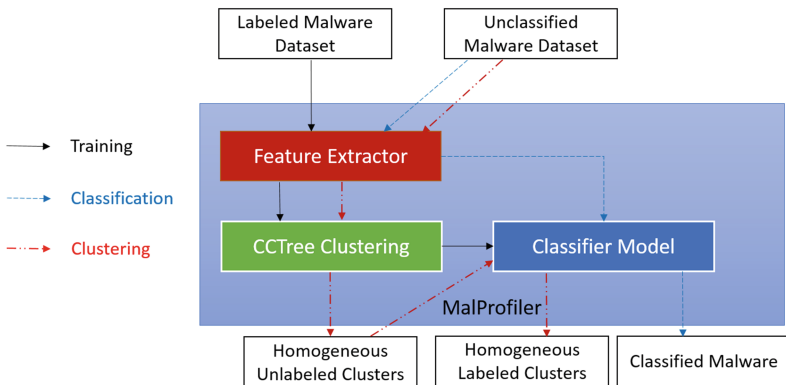 Labeled Malware
Dataset
Unclassified
Malware Dataset
Training
Classification
Clustering
Feature Extractor
CCTree Clustering
Classifier Model
MalProfiler
Homogeneous
Unlabeled Clusters
Homogeneous
Labeled Clusters
Classified Malware